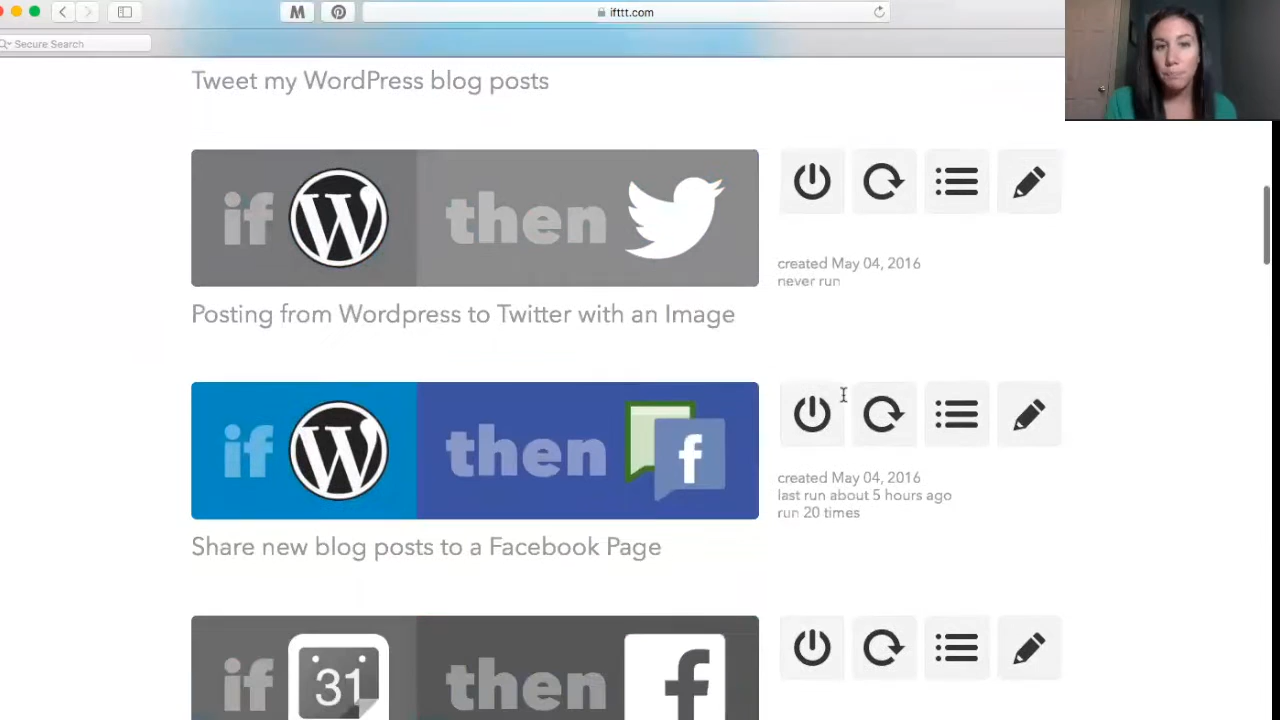 ifttt.com
Secure Search
Tweet my WordPress blog posts
if W then
created May 04, 2016
never run
Posting from Wordpress to Twitter with an Image
if W then f
created May 04, 2016
last run about 5 hours ago
run 20 times
Share new blog posts to a Facebook Page
if 31 then f